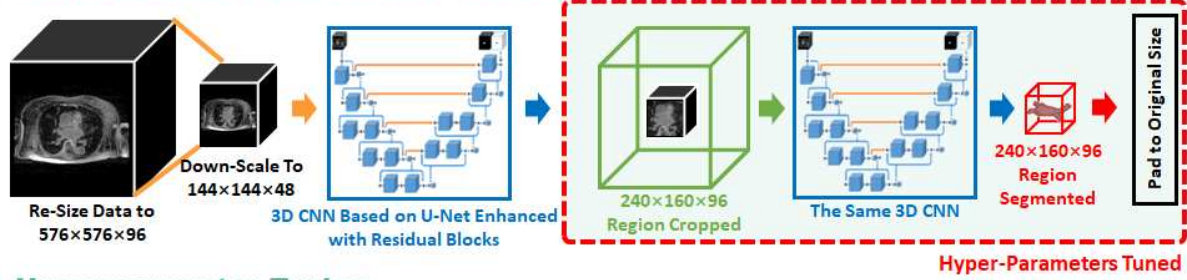 Re-Size Data to
576×576×96
Down-Scale To
144×144×48
3D CNN Based on U-Net Enhanced
with Residual Blocks
240×160×96
Region Cropped
The Same 3D CNN
240×160×96
Region
Segmented
Pad to Original Size
Hyper-Parameters Tuned